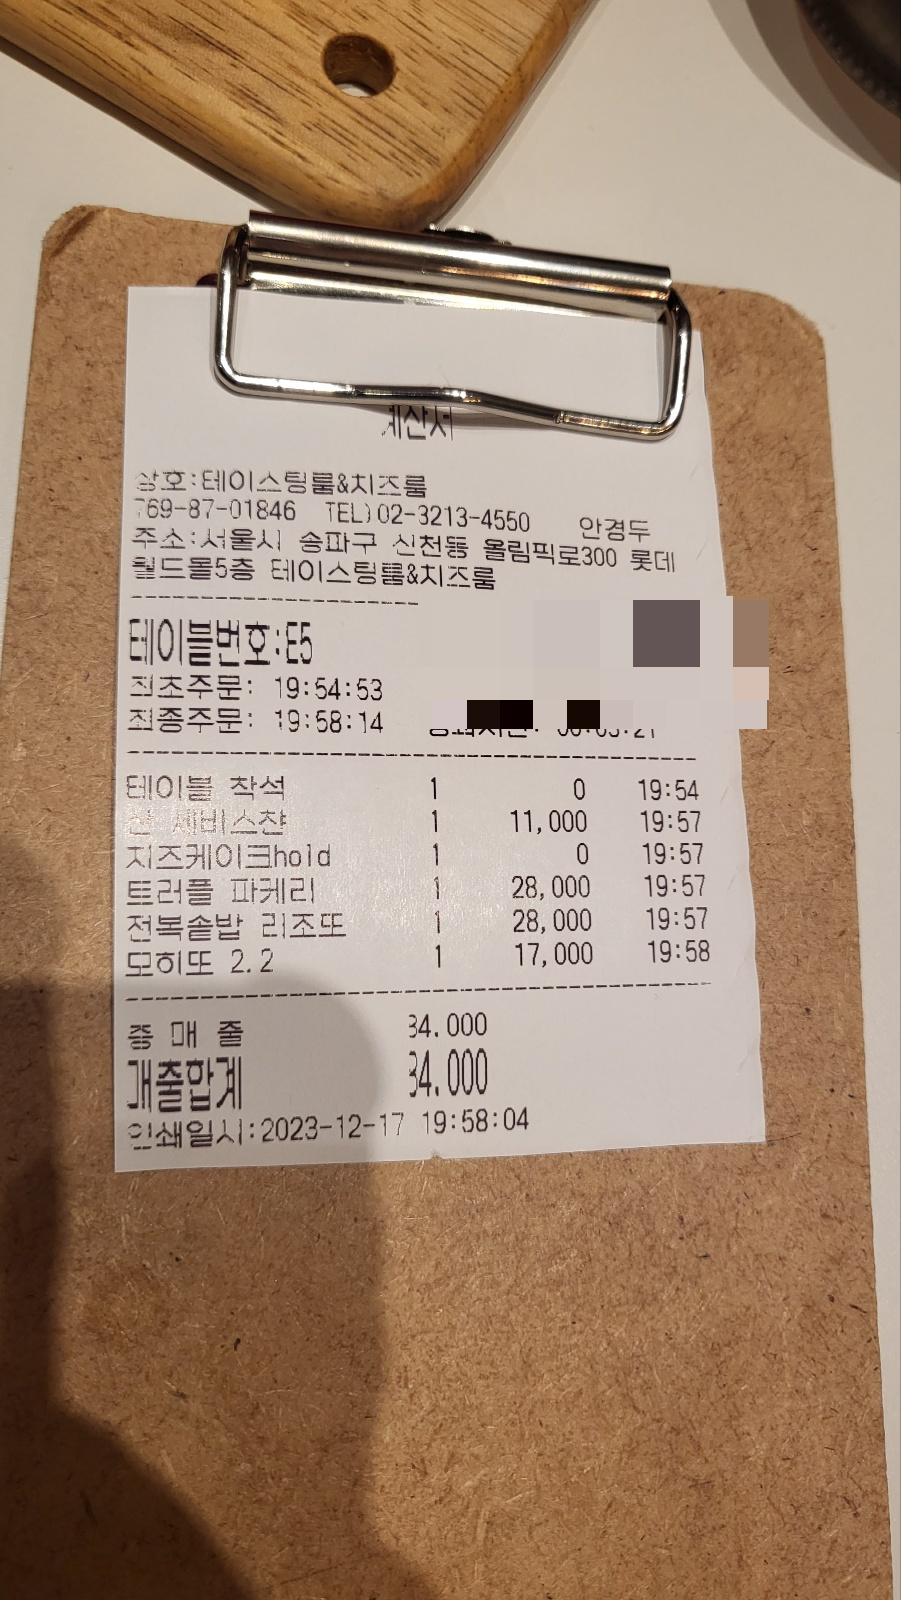 계산서
상호:테이스팅룸&치즈룸
769-87-01846 TEL)02-3213-4550 안경두
주소:서울시 송파구 신천동 올림픽로300 롯데
월드몰5층 테이스팅룸&치즈룸
테이블번호:E5
최초주문: 19:54:53
최종주문: 19:58:14
테이블 착석 1 0 19:54
1 11,000 19:57
치즈케이크hold 1 0 19:57
트러플 파케리 1 28,000 19:57
전복솥밥 리조또 1 28,000 19:57
모히또 2.2 1 17,000 19:58
총 매 출 84.000
매출합계 84.000
인쇄일시:2023-12-17 19:58:04